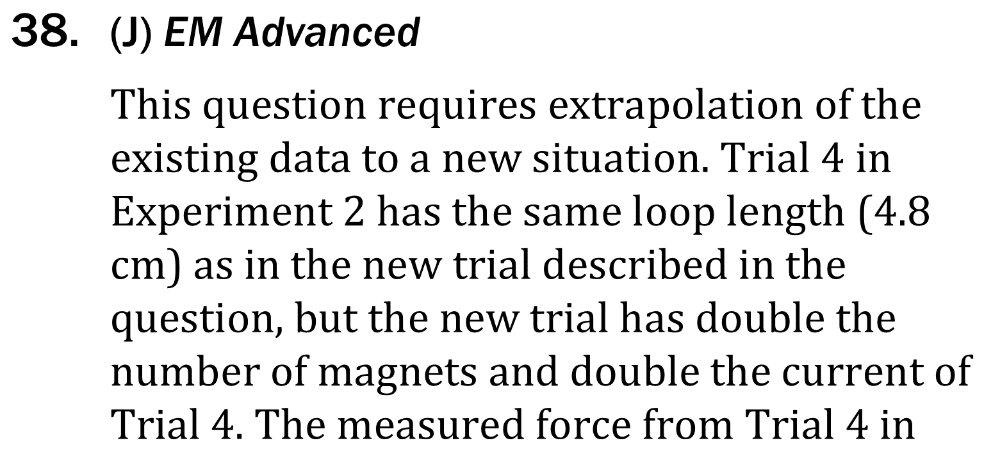 38. (J) EM Advanced
This question requires extrapolation of the
existing data to a new situation. Trial 4 in
Experiment 2 has the same loop length (4.8
cm) as in the new trial described in the
question, but the new trial has double the
number of magnets and double the current of
Trial 4. The measured force from Trial 4 in